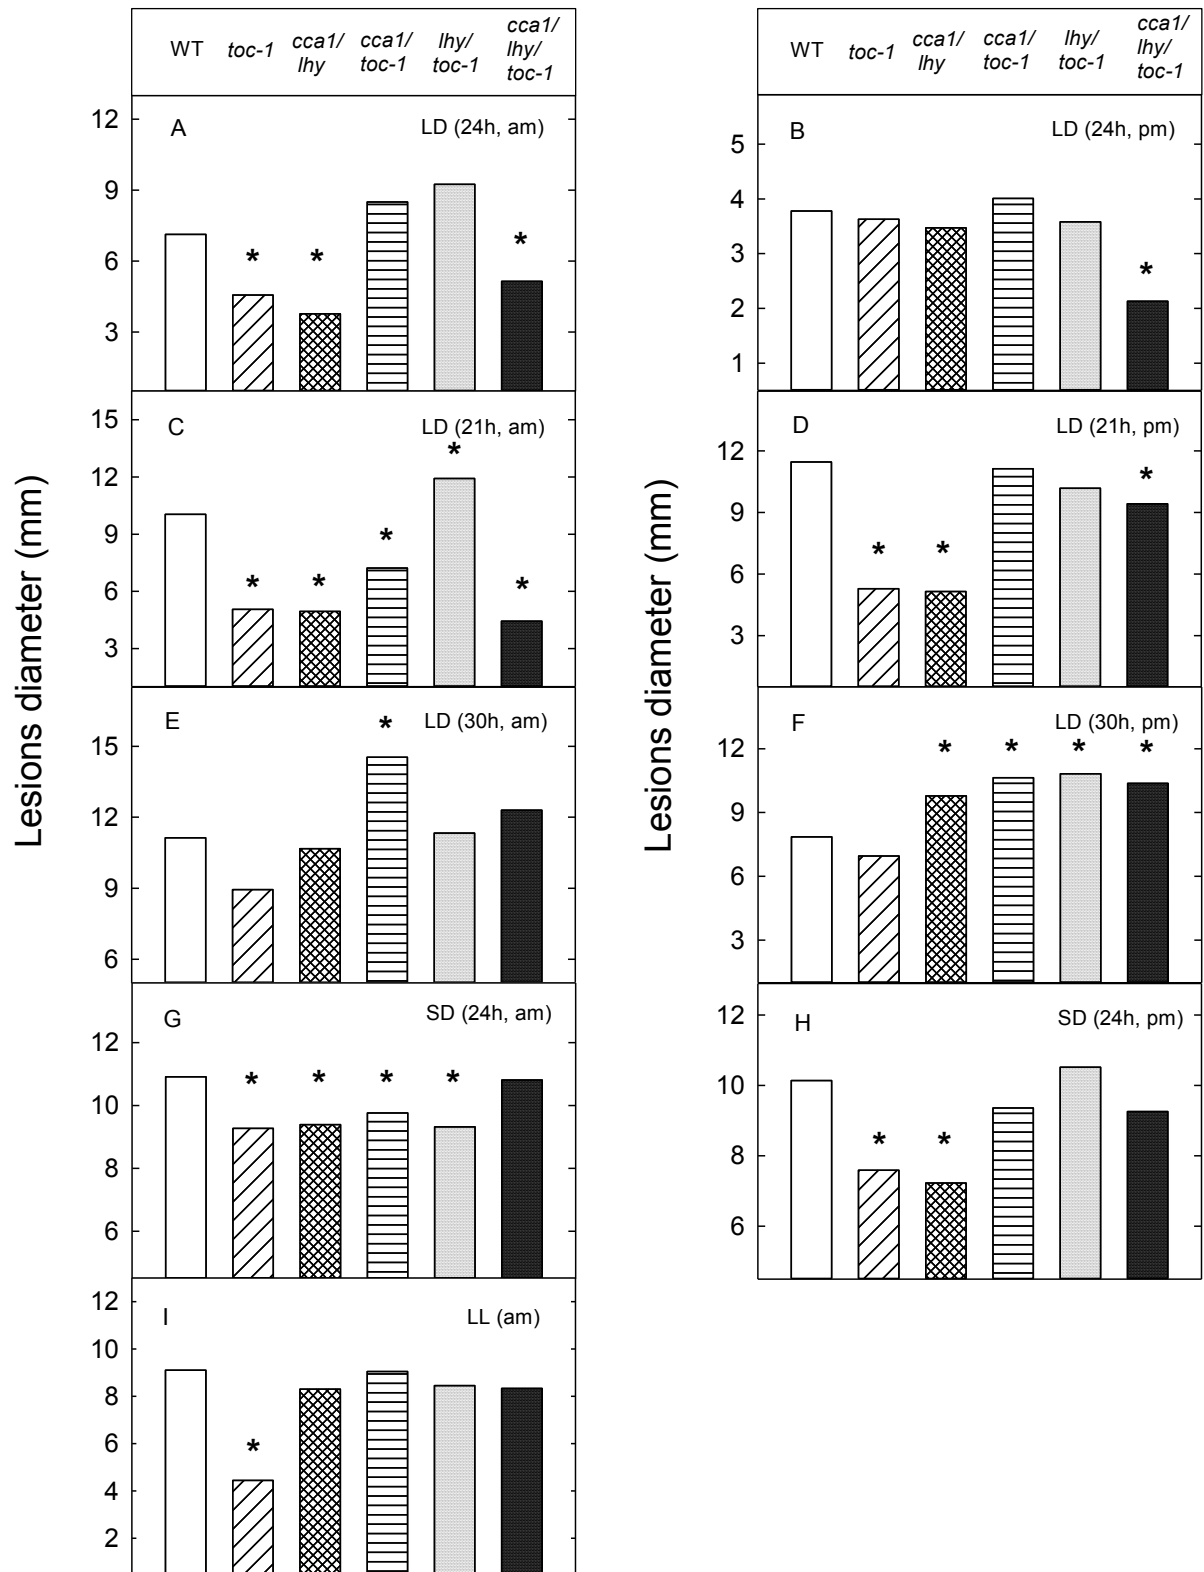 WT toc-1 cca1/ lhy cca1/ toc-1 lhy/ toc-1 cca1/ lhy/ toc-1
Lesions diameter (mm)
A LD (24h, am)
12
9
6
3
* * *
C LD (21h, am)
15
12
9
6
3
* * * * *
E LD (30h, am)
15
12
9
6
*
G SD (24h, am)
12
10
8
6
* * * *
I LL (am)
12
10
8
6
4
2
*
WT toc-1 cca1/ lhy cca1/ toc-1 lhy/ toc-1 cca1/ lhy/ toc-1
Lesions diameter (mm)
B LD (24h, pm)
5
4
3
2
1
*
D LD (21h, pm)
12
9
6
3
* * *
F LD (30h, pm)
12
9
6
3
* * * *
H SD (24h, pm)
12
10
8
6
* *